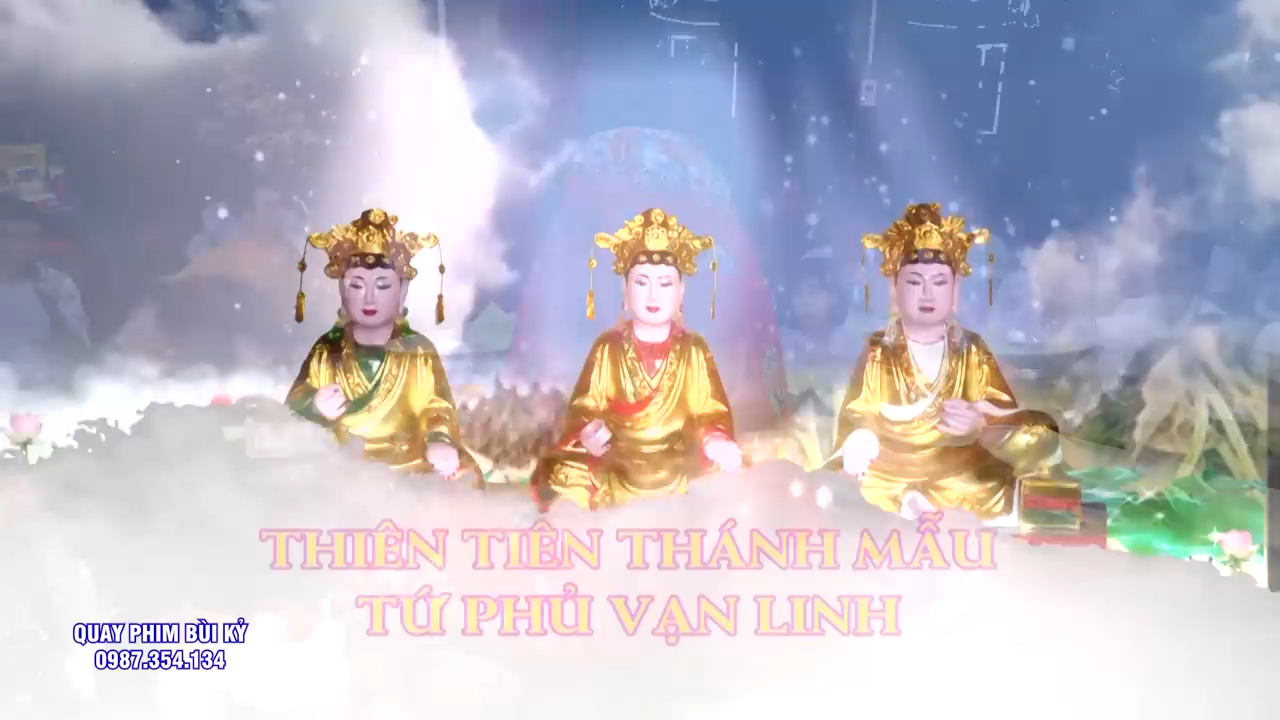 THIÊN TIÊN THÁNH MẪU
TỨ PHỦ VẠN LINH
QUAY PHIM BÙI KỶ
0987.354.134